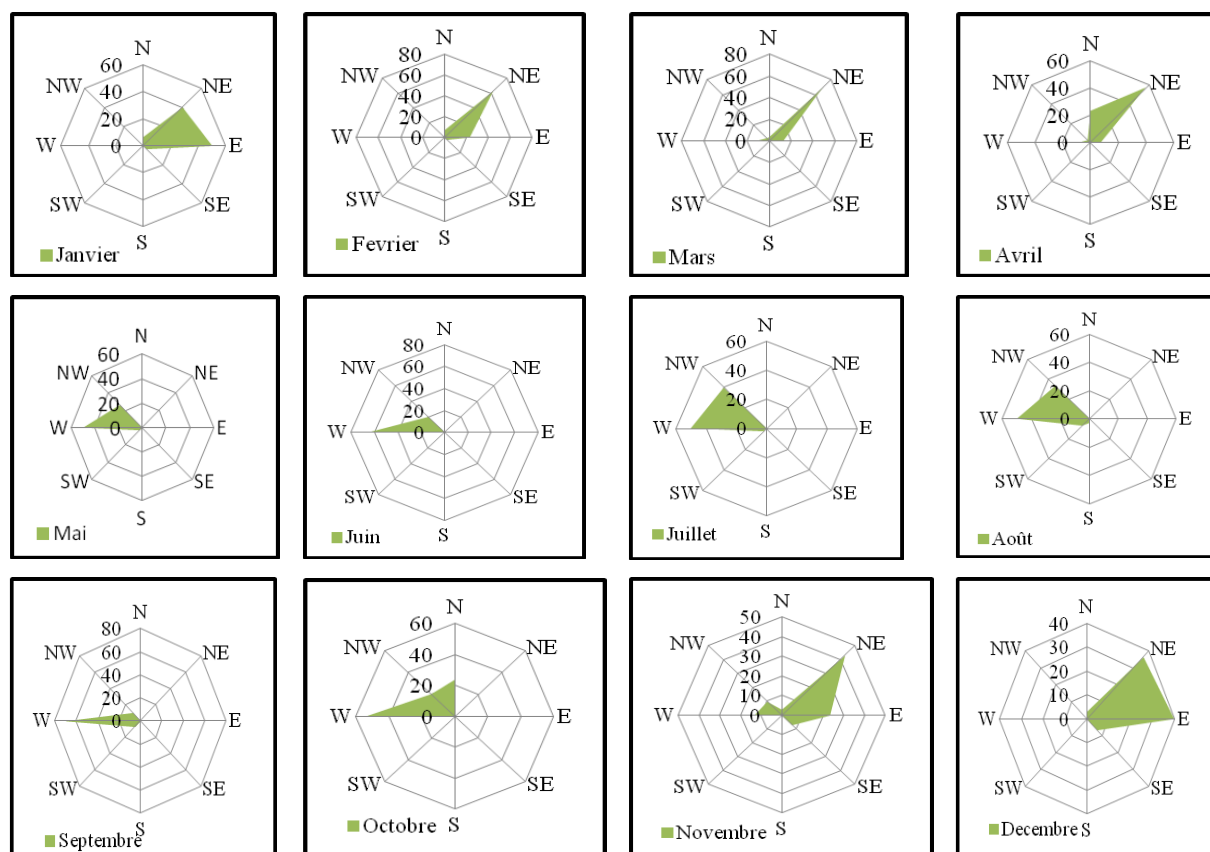 N
60
NW
NE
40
20
W
0
E
SW
SE
S
Janvier
N
80
NW
NE
60
40
20
W
0
E
SW
SE
S
Fevrier
N
80
NW
NE
60
40
20
W
0
E
SW
SE
S
Mars
N
60
NW
NE
40
20
W
0
E
SW
SE
S
Avril
N
60
NW
NE
40
20
W
0
E
SW
SE
S
Mai
N
80
NW
NE
60
40
20
W
0
E
SW
SE
S
Juin
N
60
NW
NE
40
20
W
0
E
SW
SE
S
Juillet
N
60
NW
NE
40
20
W
0
E
SW
SE
S
Août
N
80
NW
NE
60
40
20
W
0
E
SW
SE
S
Septembre
N
60
NW
NE
40
20
W
0
E
SW
SE
S
Octobre
N
50
NW
NE
40
30
20
10
W
0
E
SW
SE
S
Novembre
N
40
NW
NE
30
20
10
W
0
E
SW
SE
Decembre S